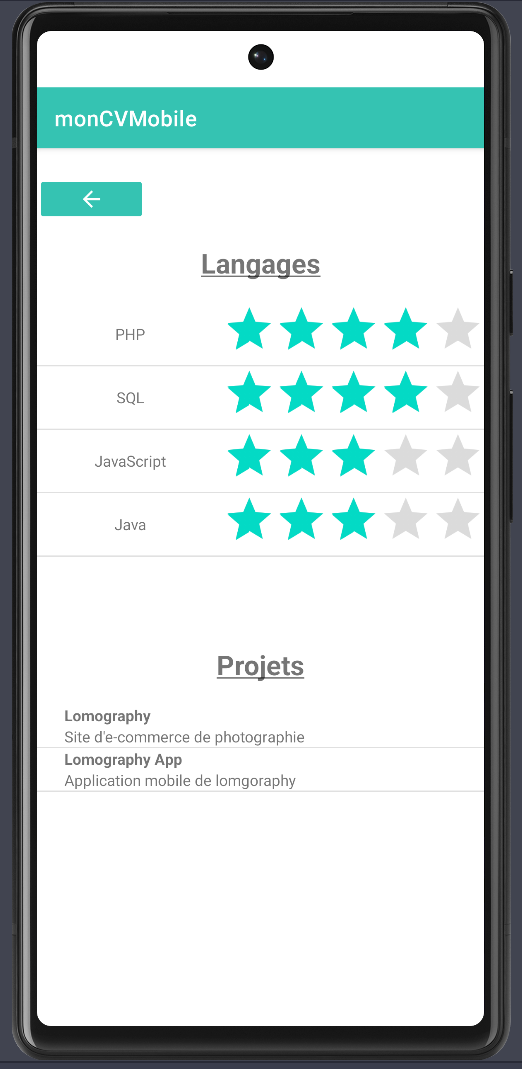 monCVMobile
Langages
PHP
SQL
JavaScript
Java
Projets
Lomography
Site d'e-commerce de photographie
Lomography App
Application mobile de lomgoraphy